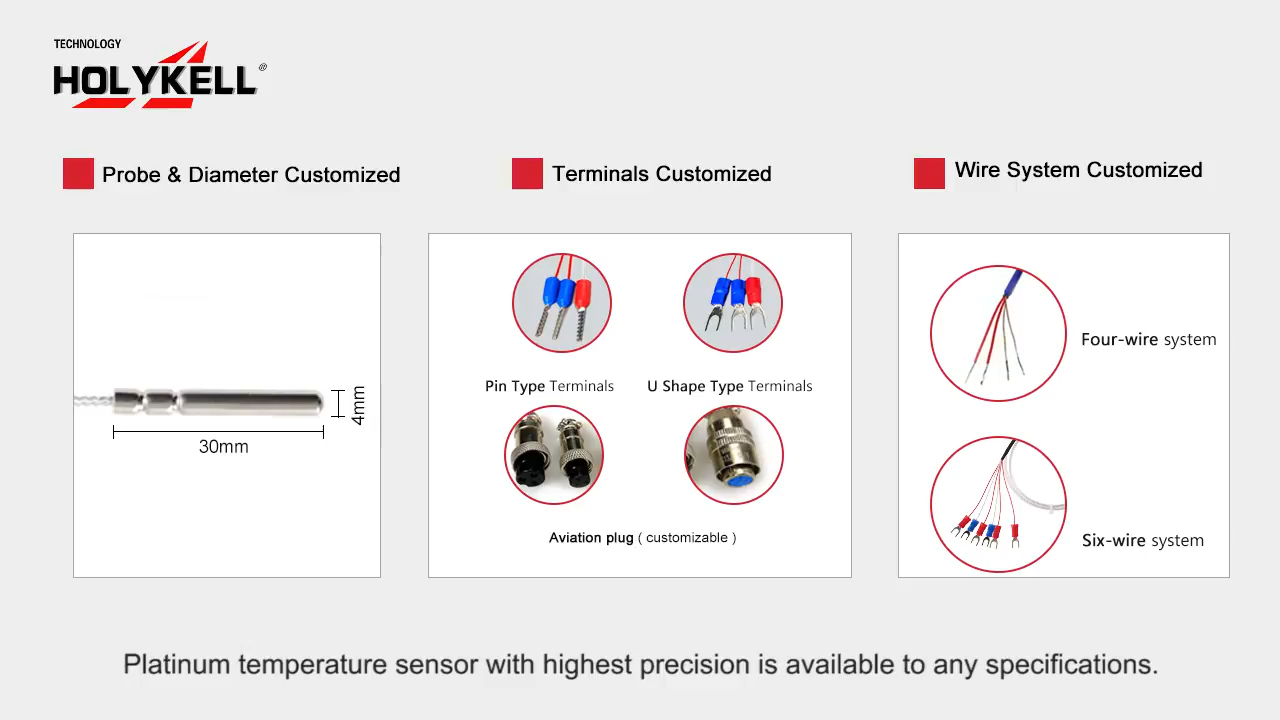 TECHNOLOGY
HOLYKELL®
Probe & Diameter Customized
Terminals Customized
Wire System Customized
30mm
4mm
Pin Type Terminals
U Shape Type Terminals
Aviation plug ( customizable )
Four-wire system
Six-wire system
Platinum temperature sensor with highest precision is available to any specifications.